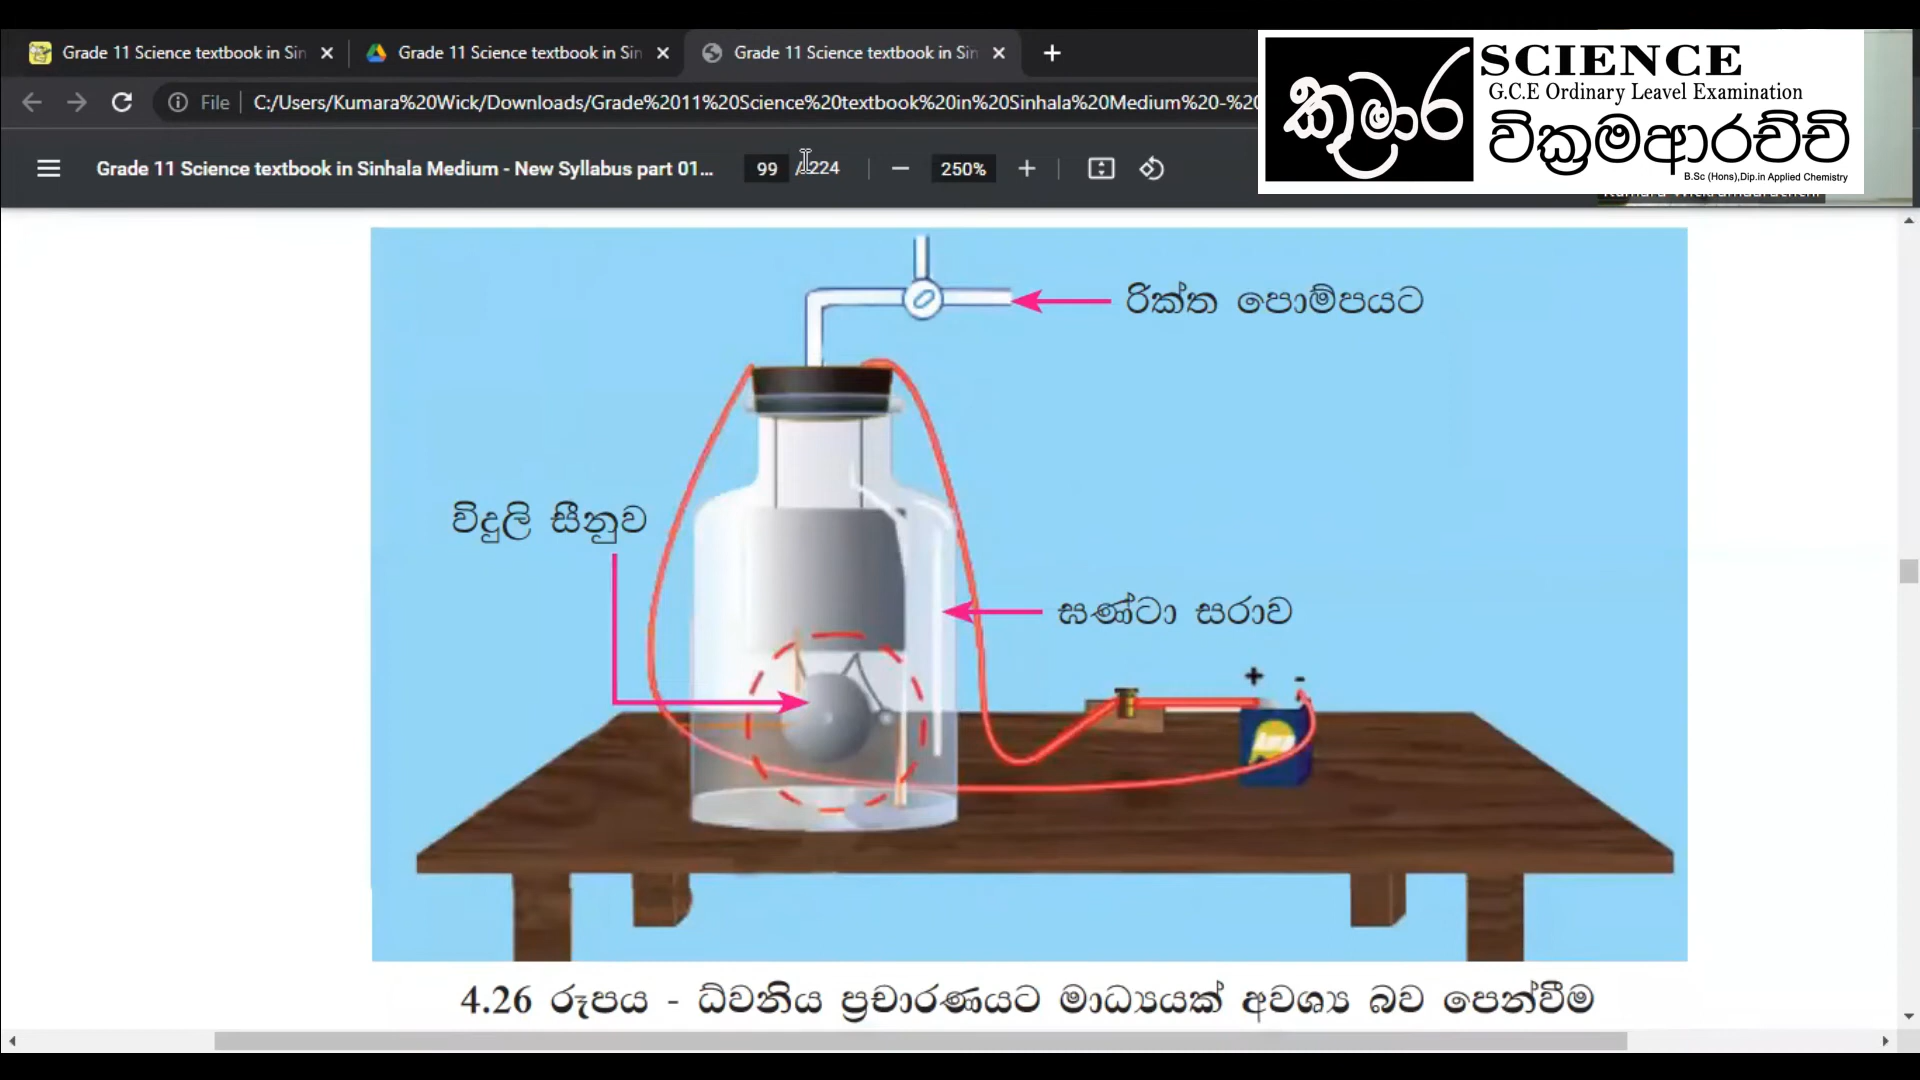 Grade 11 Science textbook in Sin
Grade 11 Science textbook in Sin
Grade 11 Science textbook in Sin
File
C:/Users/Kumara%20Wick/Downloads/Grade%2011%20Science%20textbook%20in%20Sinhala%20Medium%20-%20
Grade 11 Science textbook in Sinhala Medium - New Syllabus part 01...
99 / 224
250%
කුමාර
SCIENCE
G.C.E Ordinary Leavel Examination
වික්‍රමආරච්චි
B.Sc (Hons),Dip.in Applied Chemistry
රික්ත පොම්පයට
විදුලි සීනුව
ඝණ්ටා සරාව
+ -
4.26 රූපය - ධ්වනිය ප්‍රචාරණයට මාධ්‍යයක් අවශ්‍ය බව පෙන්වීම